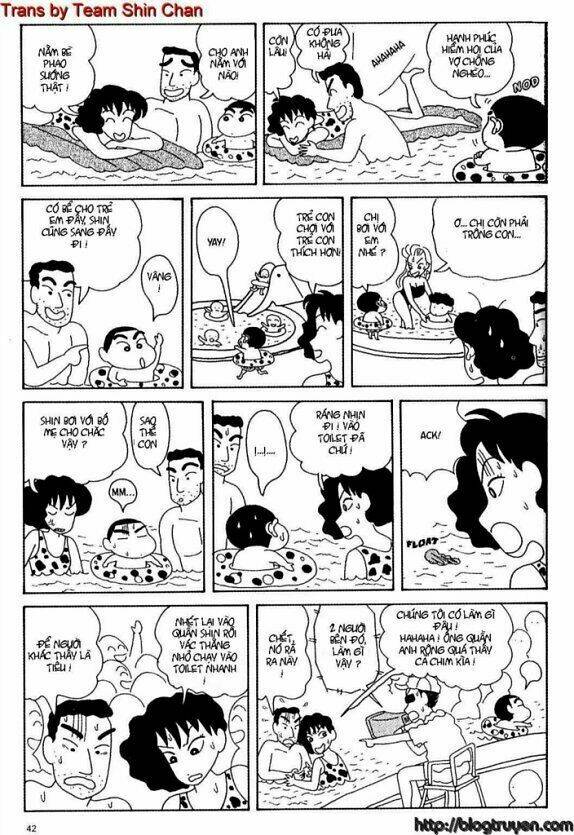 Trans by Team Shin Chan
NẰM BÈ
PHAO
SƯỚNG
THẬT !
CHO ANH
NẰM VỚI
NÀO!
CÒN
LÂU!
CÓ ĐƯA
KHÔNG
HẢ!
AHAHAHA
HẠNH PHÚC
HIẾM HOI CỦA
VỢ CHỒNG
NGHÈO...
NOD
CÓ BỂ CHO TRẺ
EM ĐẤY, SHIN
CŨNG SANG ĐẤY
ĐI !
VÂNG
!
YAY!
TRẺ CON
CHƠI VỚI
TRẺ CON
THÍCH HƠN!
CHỊ
BƠI VỚI
EM
NHÉ ?
Ơ... CHỊ CÒN PHẢI
TRÔNG CON...
SHIN BƠI VỚI BỐ
MẸ CHO CHẮC
VẬY ?
SAO
THẾ
CON
MM...
Ị...Ị....
RÁNG NHỊN
ĐI ! VÀO
TOILET ĐÃ
CHỨ !
ACK!
FLOAT
ĐỂ NGƯỜI
KHÁC THẤY LÀ
TIÊU !
NHÉT LẠI VÀO
QUẦN SHIN RỒI
VÁC THẰNG
NHỎ CHẠY VÀO
TOILET NHANH
CHẾT,
NÓ RA
RA NÀY
!
2 NGƯỜI
BÊN ĐÓ,
LÀM GÌ
VẬY ?
CHÚNG TÔI CÓ LÀM GÌ
ĐÂU !
HAHAHA ! ỐNG QUẦN
ANH RỘNG QUÁ THẤY
CẢ CHIM KÌA !
42
http://blogtruyen.com